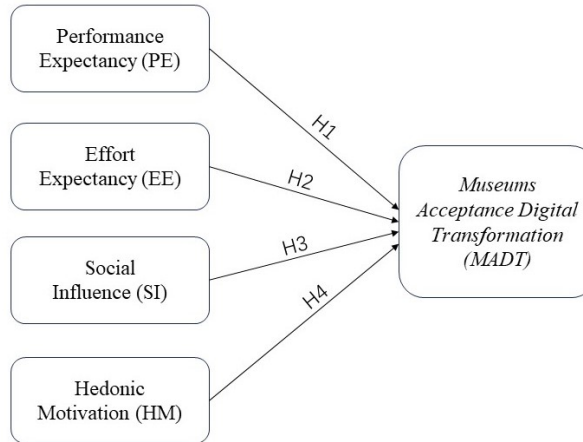 Performance
Expectancy (PE)
H1
Effort
Expectancy (EE)
H2
Museums
Acceptance Digital
Transformation
(MADT)
Social
Influence (SI)
H3
H4
Hedonic
Motivation (HM)